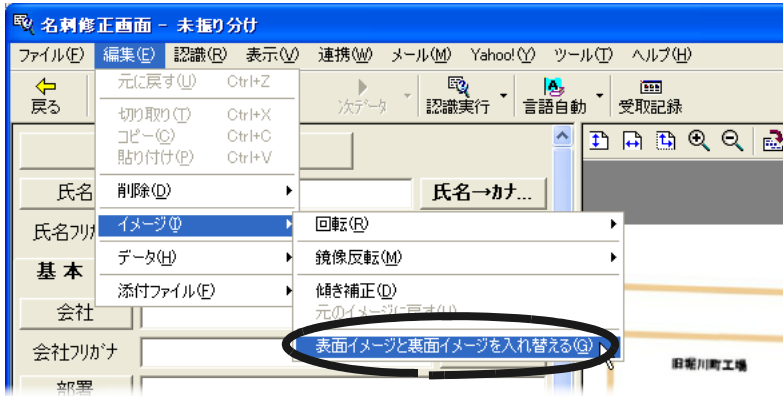 名刺修正画面 - 未振り分け
ファイル(F) 編集(E) 認識(R) 表示(V) 連携(W) メール(M) Yahoo!(Y) ツール(T) ヘルプ(H)
戻る 次データ 認識実行 言語自動 受取記録
元に戻す(U) Ctrl+Z
切り取り(T) Ctrl+X
コピー(C) Ctrl+C
貼り付け(P) Ctrl+V
削除(D)
イメージ(I)
データ(H)
添付ファイル(F)
回転(R)
鏡像反転(M)
傾き補正(D)
元のイメージに戻す(U)
表面イメージと裏面イメージを入れ替える(G)
氏名 氏名→カナ...
氏名フリガ
基本
会社
会社フリガナ
部署
旧堀川町工場